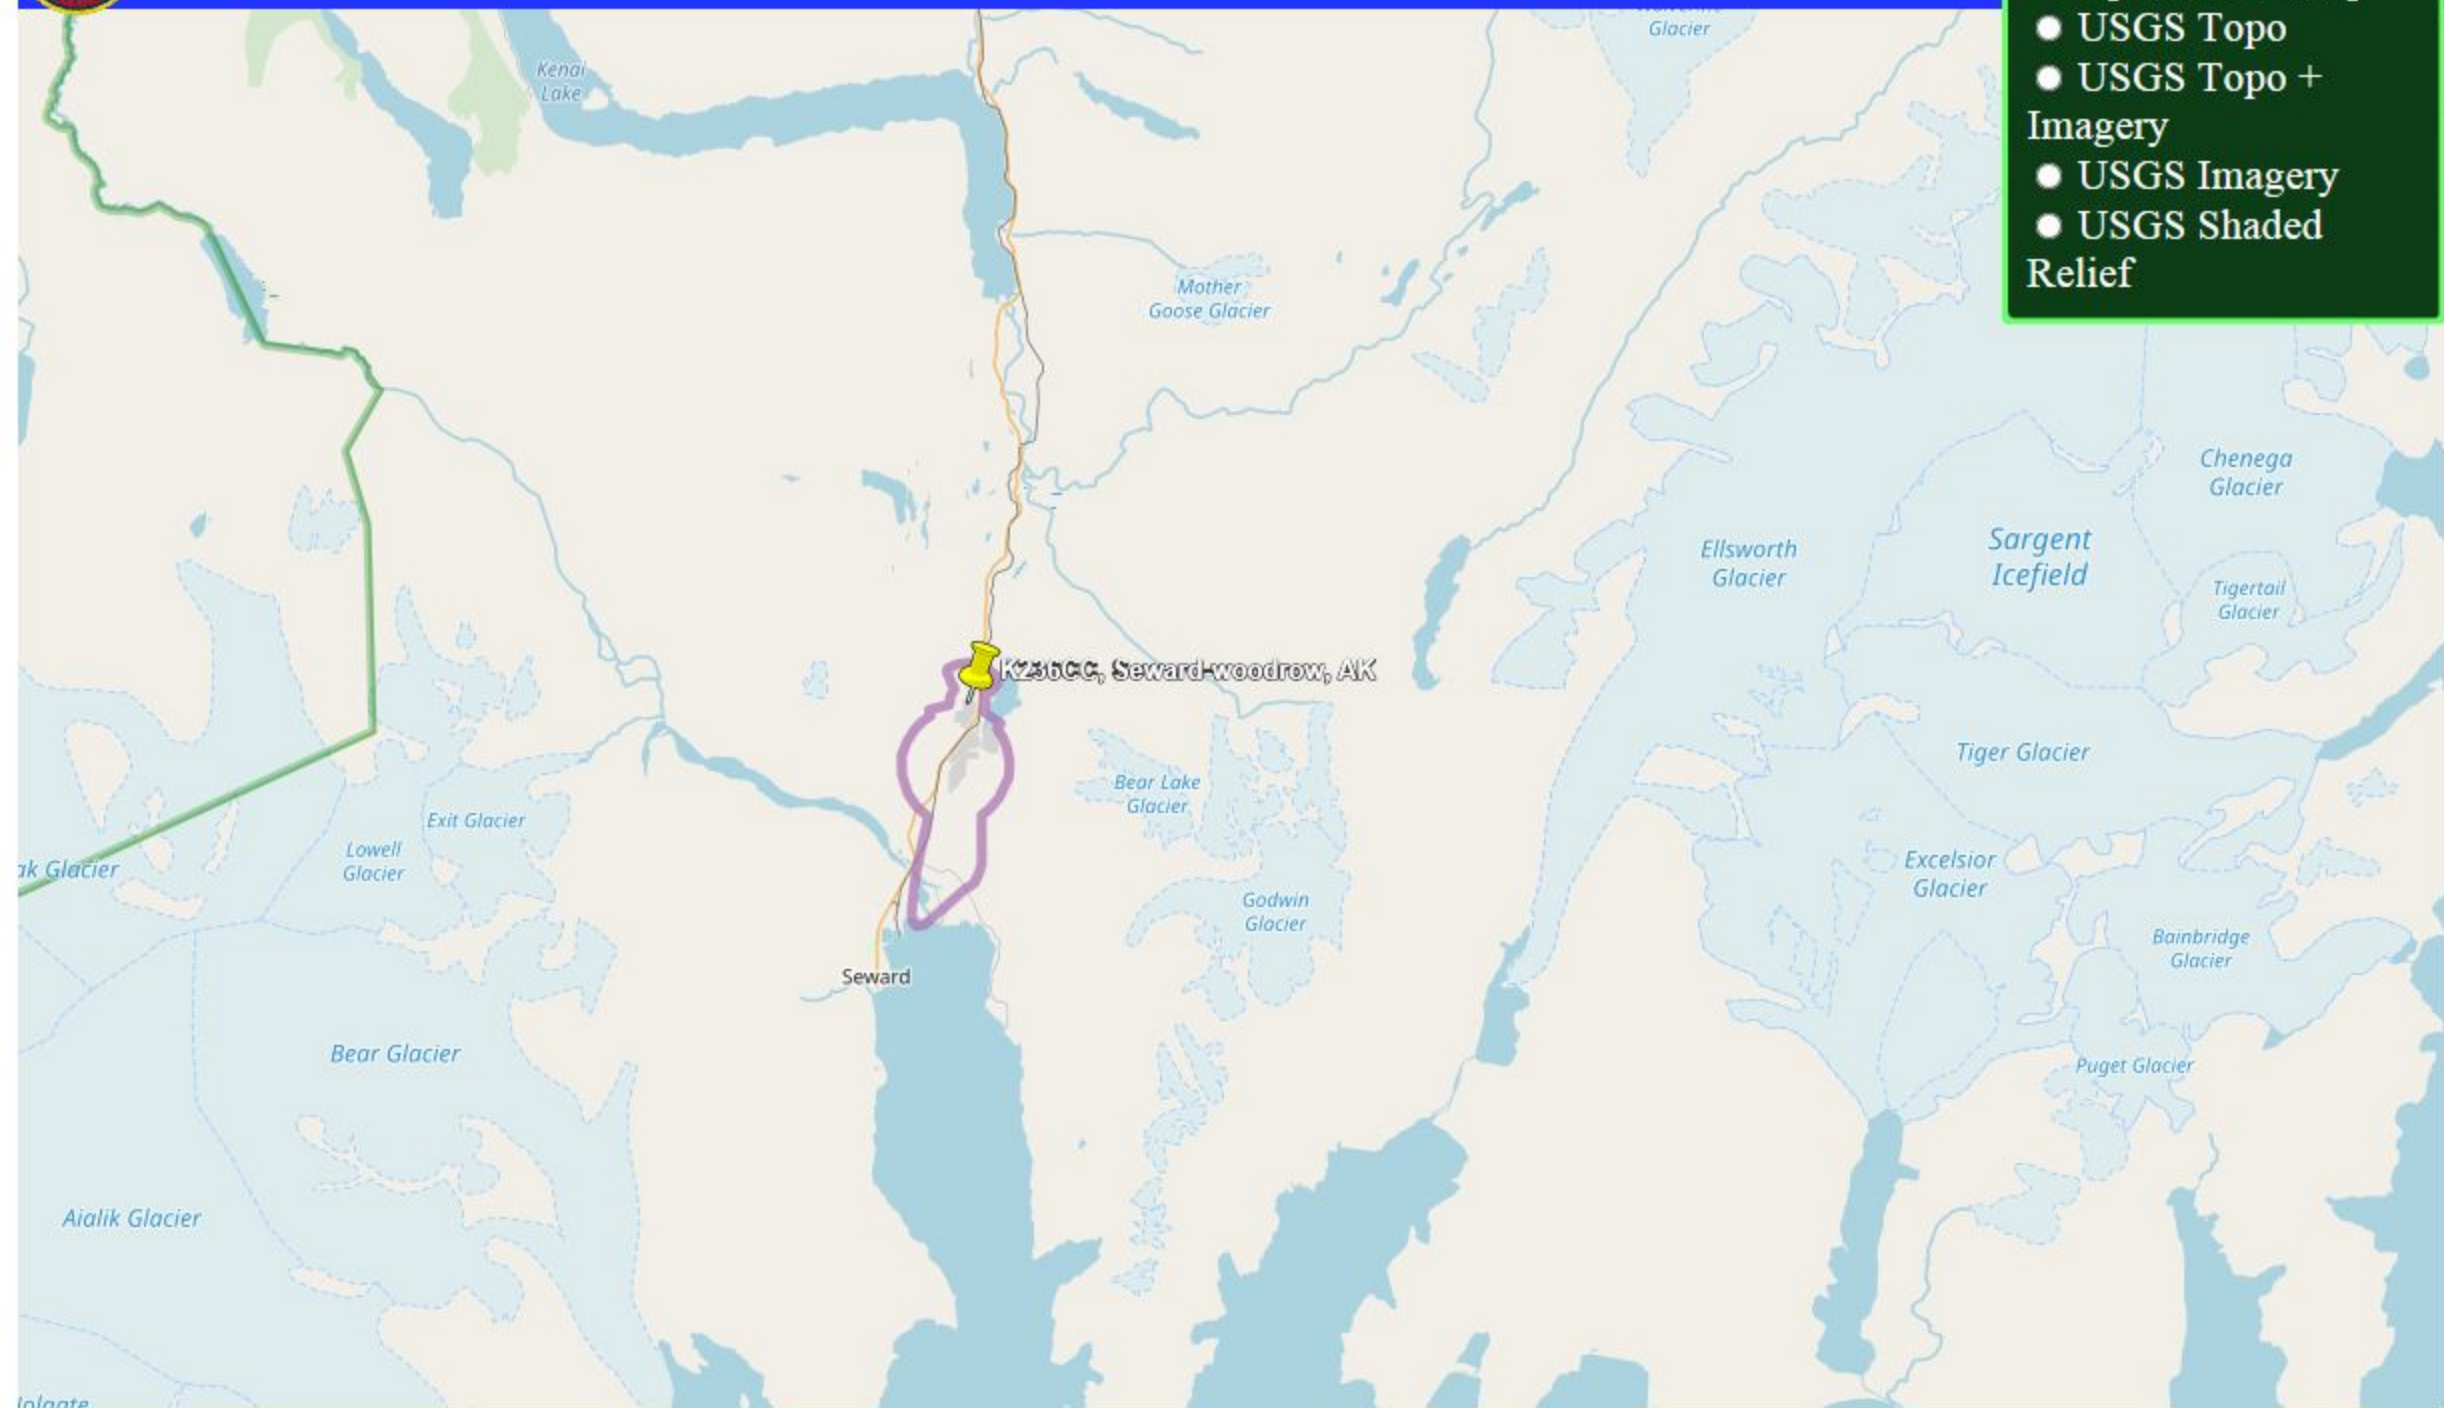 Kenai
Lake
Glacier
USGS Topo
USGS Topo +
Imagery
USGS Imagery
USGS Shaded
Relief
Mother
Goose Glacier
Chenega
Glacier
Ellsworth
Glacier
Sargent
Icefield
Tigertail
Glacier
K256CC, Seward-woodrow, AK
Tiger Glacier
Bear Lake
Glacier
Exit Glacier
Lowell
Glacier
ak Glacier
Excelsior
Glacier
Godwin
Glacier
Bainbridge
Glacier
Seward
Bear Glacier
Puget Glacier
Aialik Glacier